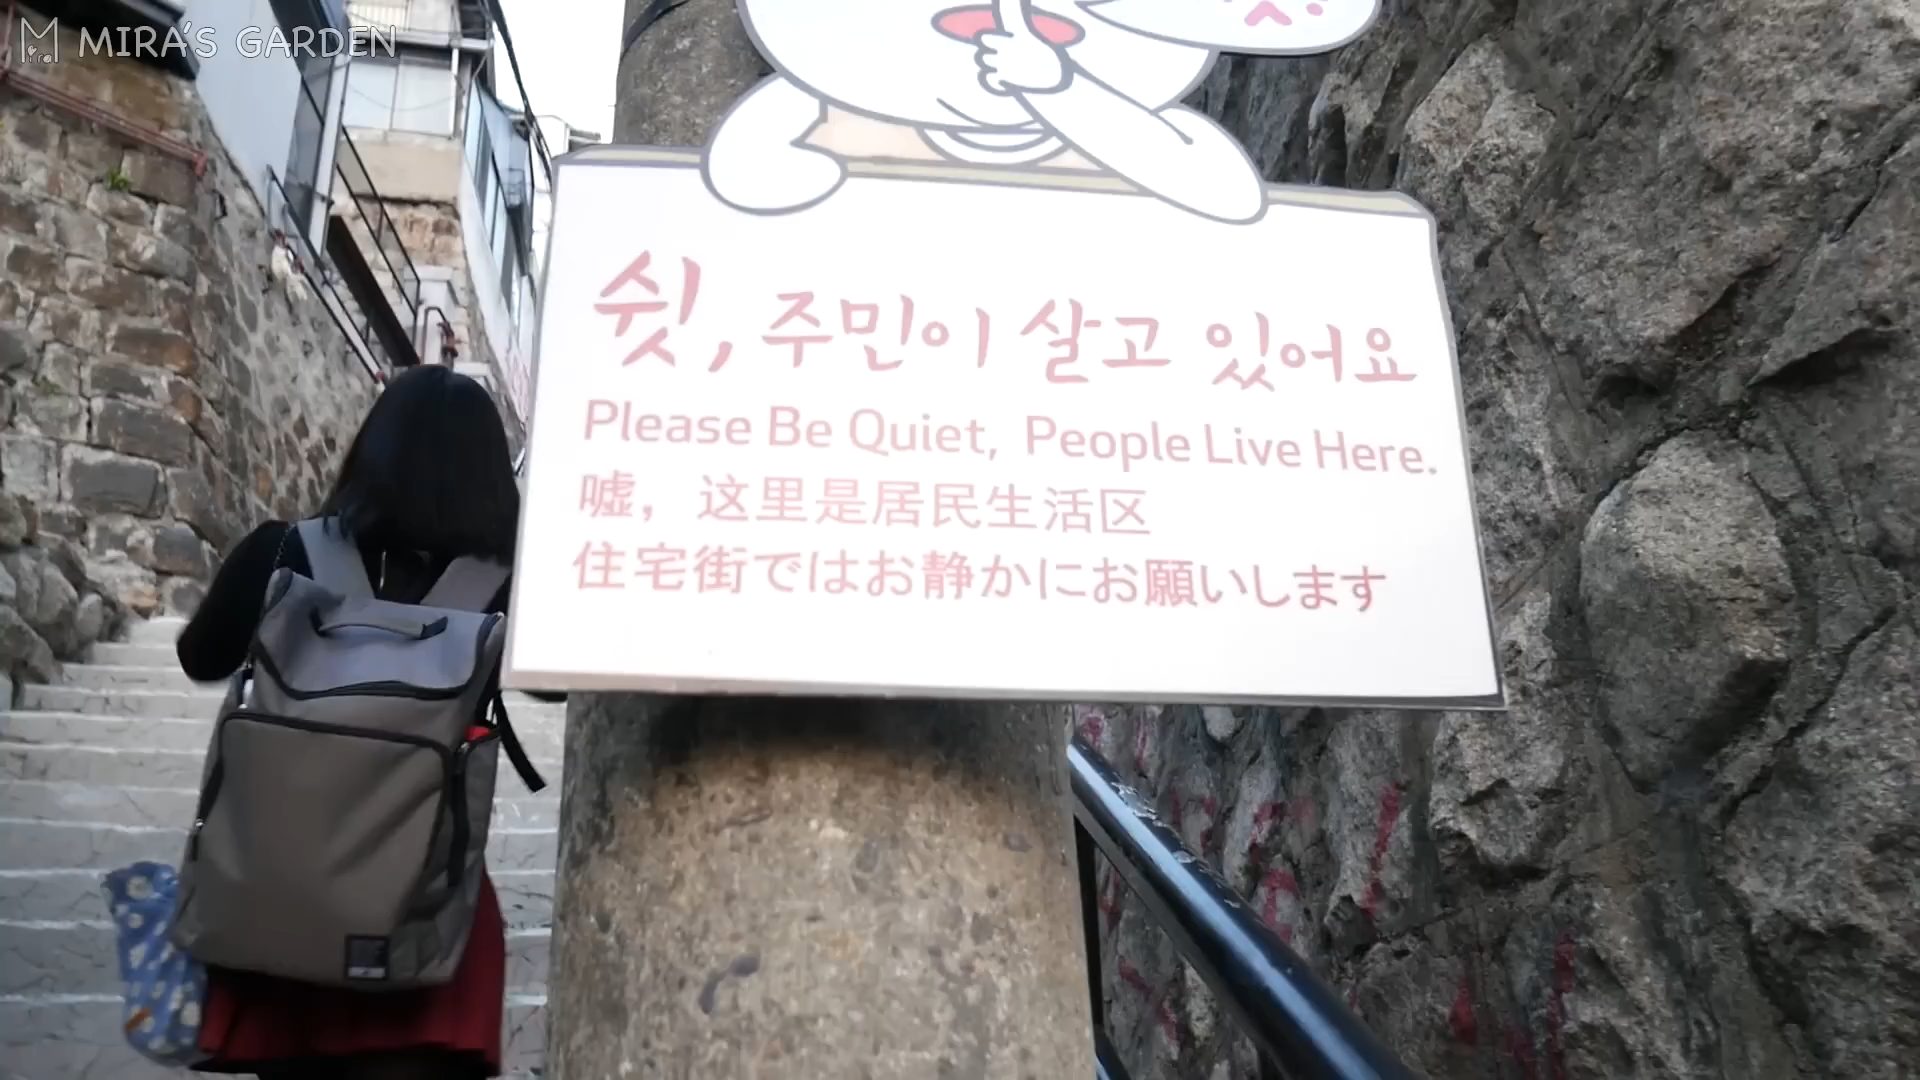 MIRA'S GARDEN
쉿, 주민이 살고 있어요
Please Be Quiet, People Live Here.
嘘，这里是居民生活区
住宅街ではお静かにお願いします